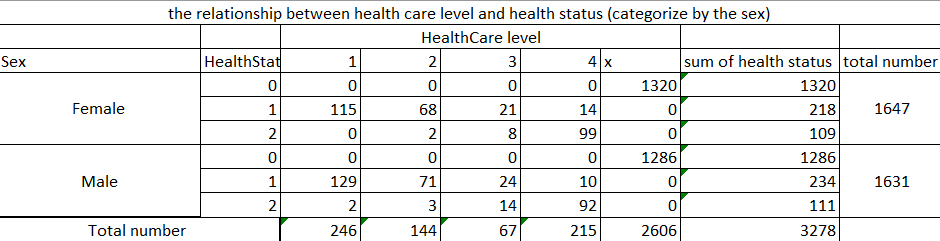 the relationship between health care level and health status (categorize by the sex)
HealthCare level
Sex HealthStat 1 2 3 4 x sum of health status total number
0 0 0 0 0 1320 1320
Female 1 115 68 21 14 0 218 1647
2 0 2 8 99 0 109
0 0 0 0 0 1286 1286
Male 1 129 71 24 10 0 234 1631
2 2 3 14 92 0 111
Total number 246 144 67 215 2606 3278